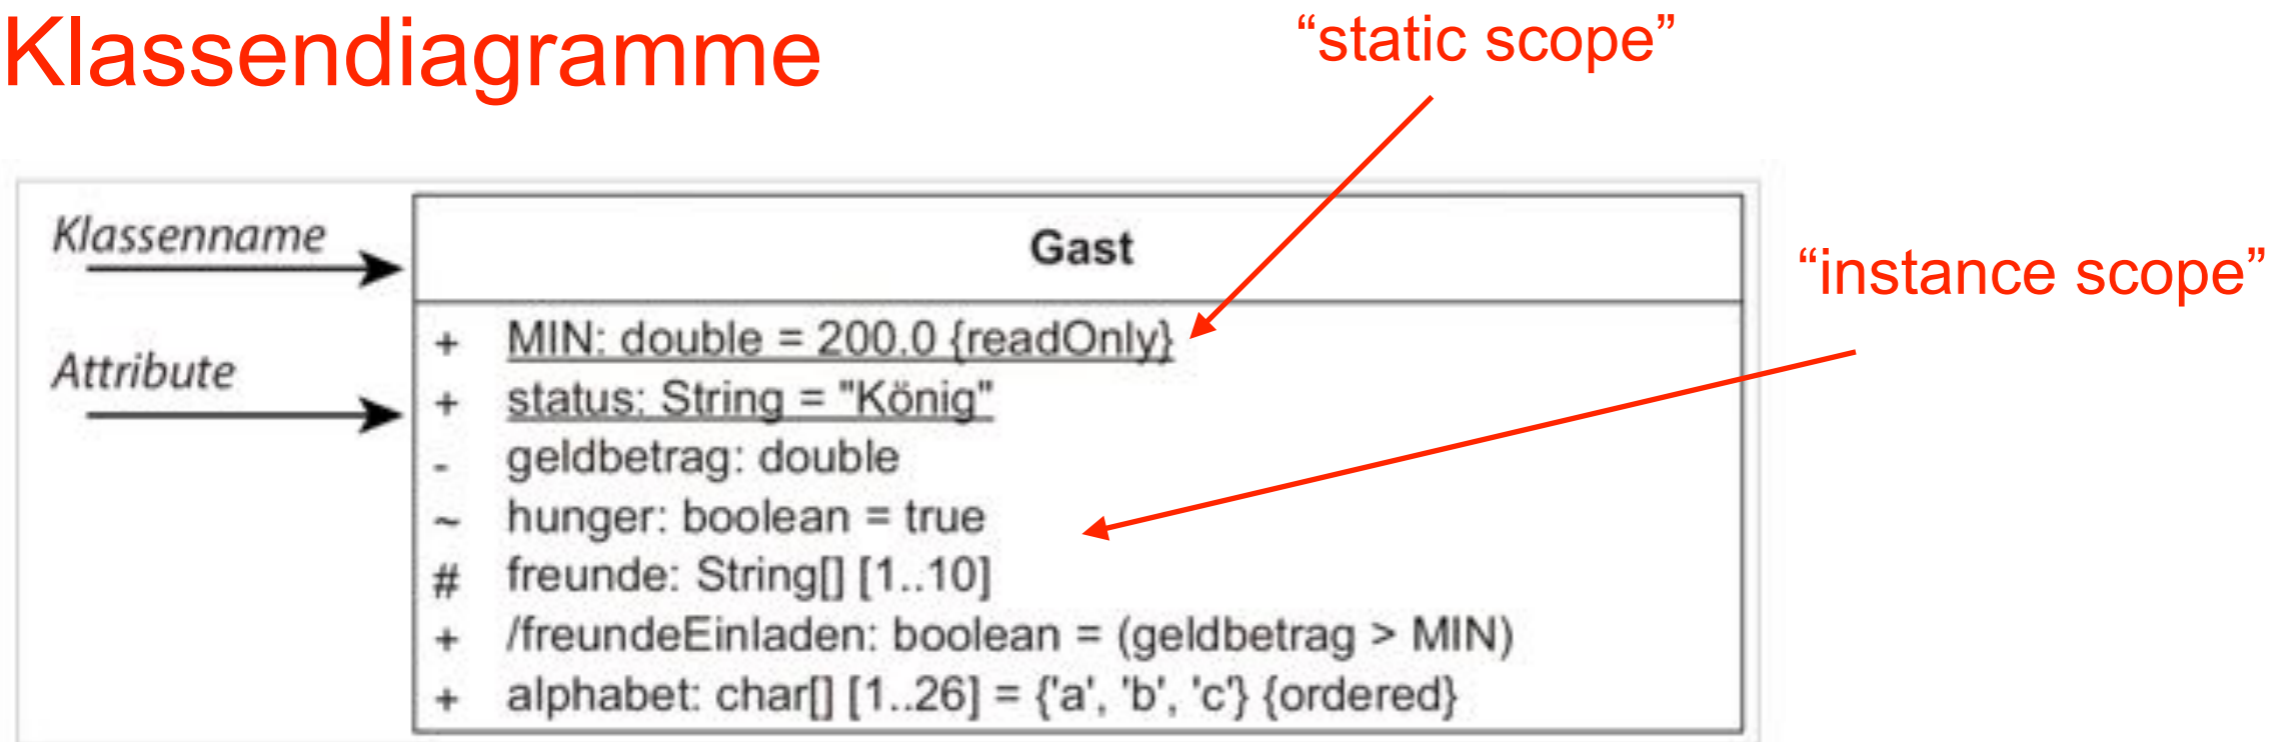 Klassendiagramme
“static scope”
Klassenname
Gast
“instance scope”
Attribute
+ MIN: double = 200.0 {readOnly}
+ status: String = "König"
- geldbetrag: double
~ hunger: boolean = true
# freunde: String[] [1..10]
+ /freundeEinladen: boolean = (geldbetrag > MIN)
+ alphabet: char[] [1..26] = {'a', 'b', 'c'} {ordered}